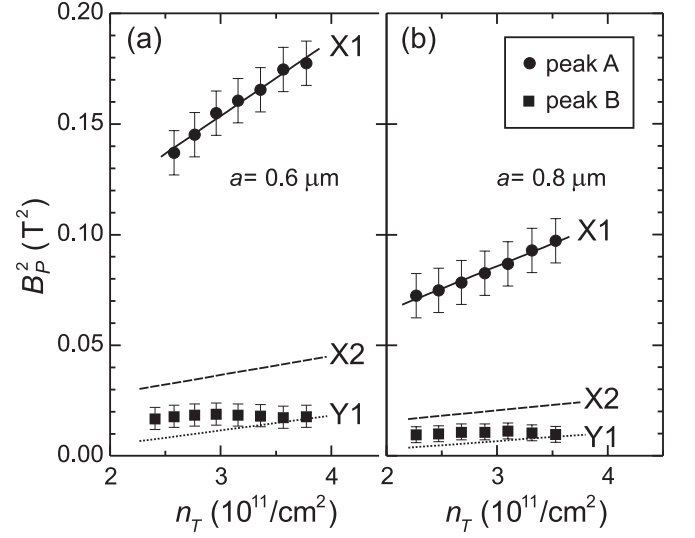 (a)
X1
a= 0.6 μm
X2
Y1
(b)
peak A
peak B
a= 0.8 μm
X1
X2
Y1
0.20
0.15
0.10
0.05
0.00
B_P^2 (T^2)
2
3
4
2
3
4
n_T (10^11/cm^2)
n_T (10^11/cm^2)